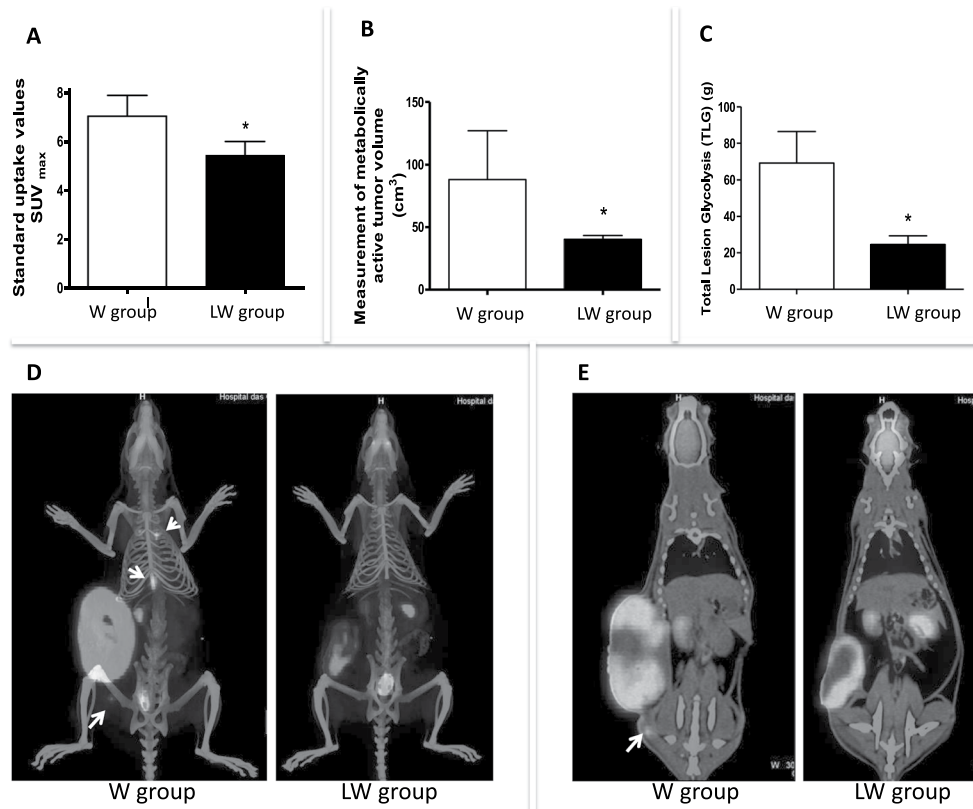 A
Standard uptake values
SUV max
8
6
4
2
0
*
W group
LW group
B
Measurement of metabolically
active tumor volume
(cm3)
150
100
50
0
*
W group
LW group
C
Total Lesion Glycolysis (TLG) (g)
100
80
60
40
20
0
*
W group
LW group
D
H
Hospital das
H
Hospital d
W group
LW group
E
H
Hospital da
H
Hosp
W 30
W group
LW group